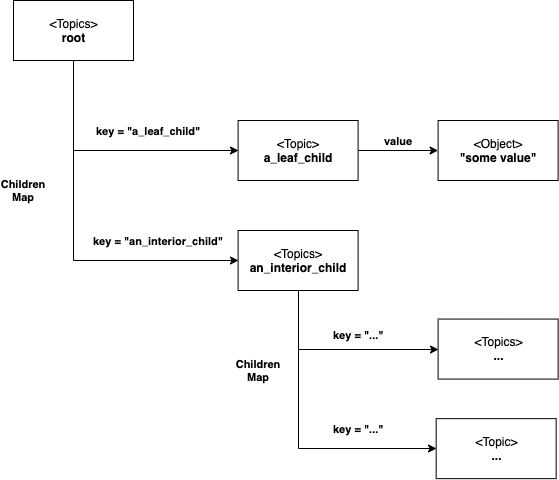 <Topics>
root
key = "a_leaf_child"
<Topic>
a_leaf_child
value
<Object>
"some value"
Children
Map
key = "an_interior_child"
<Topics>
an_interior_child
key = "..."
<Topics>
...
Children
Map
key = "..."
<Topic>
...